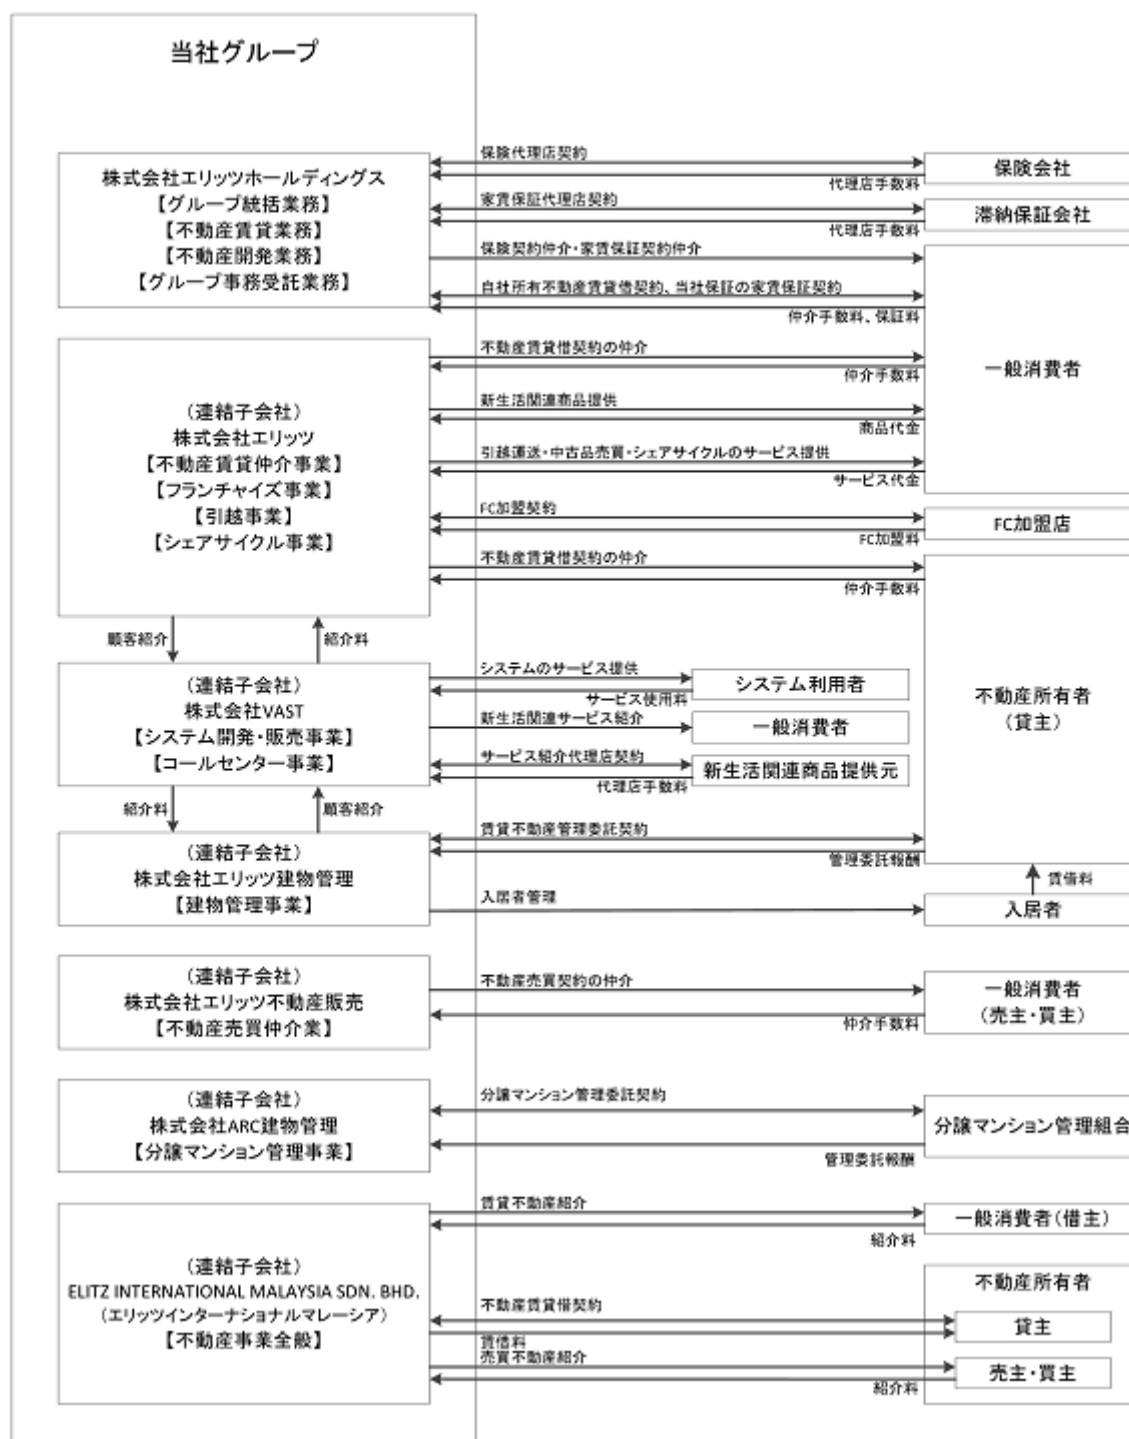 当社グループ
株式会社エリッツホールディングス
【グループ統括業務】
【不動産賃貸業務】
【不動産開発業務】
【グループ事務受託業務】
保険代理店契約
代理店手数料
保険会社
家賃保証代理店契約
代理店手数料
滞納保証会社
保険契約仲介・家賃保証契約仲介
自社所有不動産賃貸借契約、当社保証の家賃保証契約
仲介手数料、保証料
一般消費者
(連結子会社)
株式会社エリッツ
【不動産賃貸仲介事業】
【フランチャイズ事業】
【引越事業】
【シェアサイクル事業】
不動産賃貸借契約の仲介
仲介手数料
新生活関連商品提供
商品代金
引越運送・中古品売買・シェアサイクルのサービス提供
サービス代金
FC加盟契約
FC加盟料
FC加盟店
不動産賃貸借契約の仲介
仲介手数料
不動産所有者
(貸主)
顧客紹介
紹介料
(連結子会社)
株式会社VAST
【システム開発・販売事業】
【コールセンター事業】
システムのサービス提供
サービス使用料
システム利用者
新生活関連サービス紹介
一般消費者
サービス紹介代理店契約
代理店手数料
新生活関連商品提供元
紹介料
顧客紹介
(連結子会社)
株式会社エリッツ建物管理
【建物管理事業】
賃貸不動産管理委託契約
管理委託報酬
賃借料
入居者管理
入居者
(連結子会社)
株式会社エリッツ不動産販売
【不動産売買仲介業】
不動産売買契約の仲介
仲介手数料
一般消費者
(売主・買主)
(連結子会社)
株式会社ARC建物管理
【分譲マンション管理事業】
分譲マンション管理委託契約
管理委託報酬
分譲マンション管理組合
(連結子会社)
ELITZ INTERNATIONAL MALAYSIA SDN. BHD.
(エリッツインターナショナルマレーシア)
【不動産事業全般】
賃貸不動産紹介
紹介料
一般消費者(借主)
不動産所有者
不動産賃貸借契約
賃借料
貸主
売買不動産紹介
紹介料
売主・買主